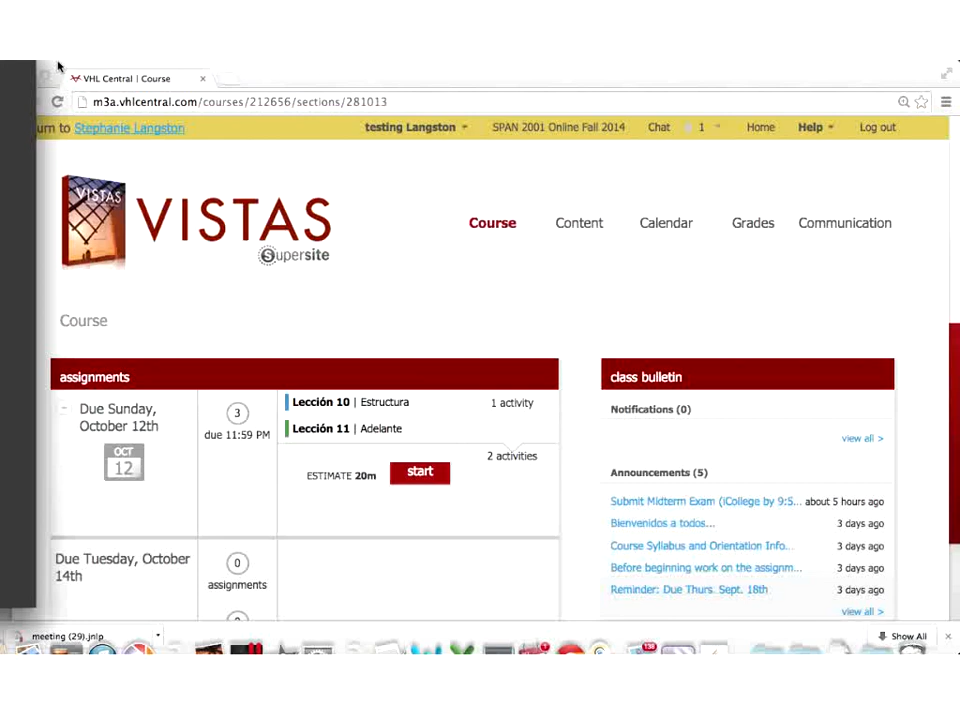 VHL Central | Course
m3a.vhlcentral.com/courses/212656/sections/281013
urn to Stephanie Langston testing Langston SPAN 2001 Online Fall 2014 Chat 1 Home Help Log out
VISTAS
VISTAS
Supersite
Course Content Calendar Grades Communication
Course
assignments
Due Sunday,
October 12th
OCT
12
3
due 11:59 PM
Lección 10 | Estructura 1 activity
Lección 11 | Adelante
2 activities
ESTIMATE 20m start
Due Tuesday, October
14th
0
assignments
class bulletin
Notifications (0)
view all >
Announcements (5)
Submit Midterm Exam (iCollege by 9:5... about 5 hours ago
Bienvenidos a todos... 3 days ago
Course Syllabus and Orientation Info... 3 days ago
Before beginning work on the assignm... 3 days ago
Reminder: Due Thurs. Sept. 18th 3 days ago
view all >
meeting (29).jnlp Show All
138